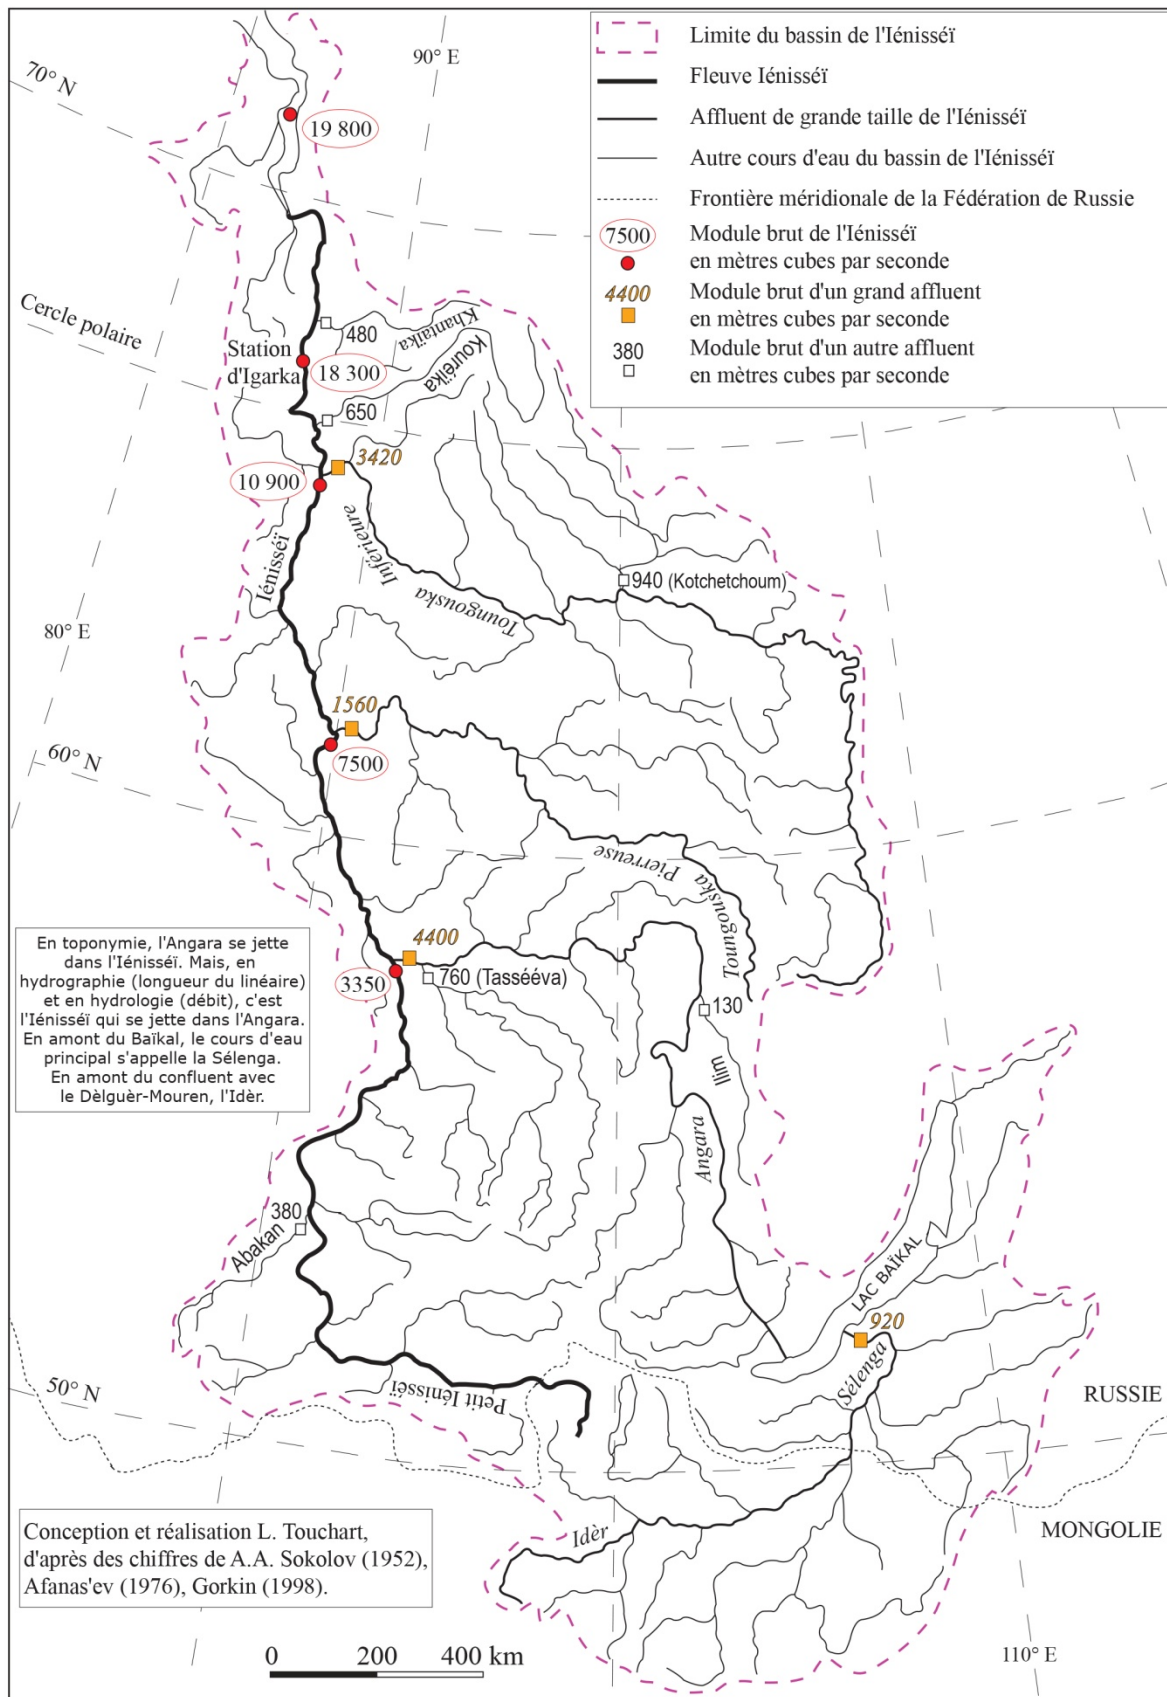 70° N
90° E
Limite du bassin de l'Iénisséï
Fleuve Iénisséï
Affluent de grande taille de l'Iénisséï
Autre cours d'eau du bassin de l'Iénisséï
Frontière méridionale de la Fédération de Russie
7500
Module brut de l'Iénisséï
en mètres cubes par seconde
4400
Module brut d'un grand affluent
en mètres cubes par seconde
380
Module brut d'un autre affluent
en mètres cubes par seconde
19 800
Cercle polaire
Station
d'Igarka
480
Khantaïka
18 300
Kouréïka
650
3420
10 900
Iénisséï
Inférieure
Toungouska
940 (Kotchetchoum)
80° E
1560
60° N
7500
Pierreuse
Toungouska
4400
3350
760 (Tassééva)
130
Ilim
En toponymie, l'Angara se jette
dans l'Iénisséï. Mais, en
hydrographie (longueur du linéaire)
et en hydrologie (débit), c'est
l'Iénisséï qui se jette dans l'Angara.
En amont du Baïkal, le cours d'eau
principal s'appelle la Sélenga.
En amont du confluent avec
le Dèlguèr-Mouren, l'Idèr.
Angara
380
Abakan
LAC BAÏKAL
920
Sélenga
Petit Iénisséï
50° N
RUSSIE
MONGOLIE
Idèr
Conception et réalisation L. Touchart,
d'après des chiffres de A.A. Sokolov (1952),
Afanas'ev (1976), Gorkin (1998).
0 200 400 km
110° E